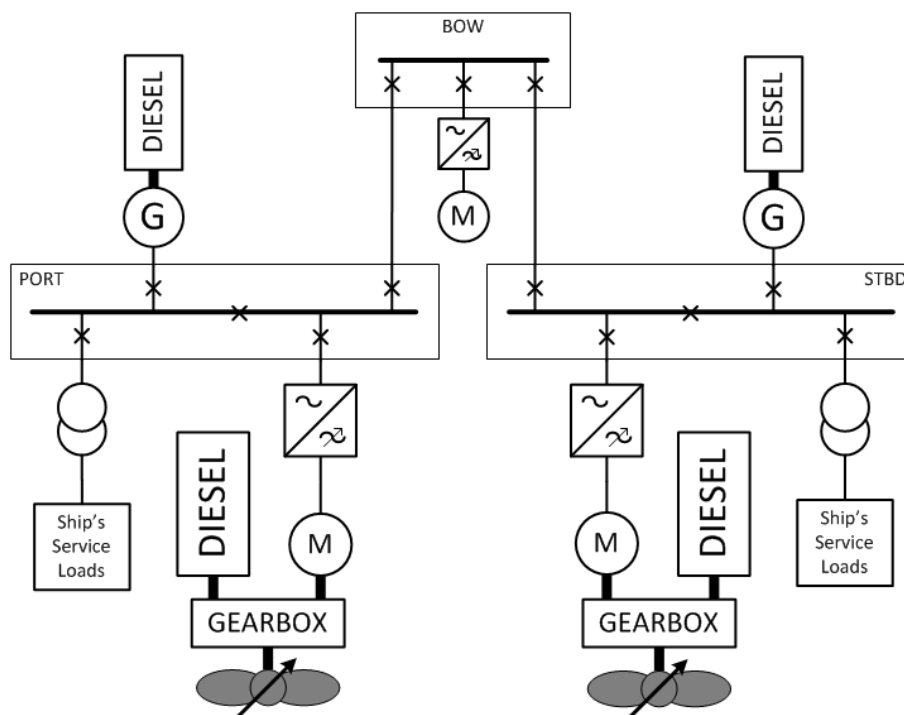 BOW
DIESEL
DIESEL
M
G
G
PORT
STBD
DIESEL
DIESEL
Ship's
Service
Loads
M
M
Ship's
Service
Loads
GEARBOX
GEARBOX